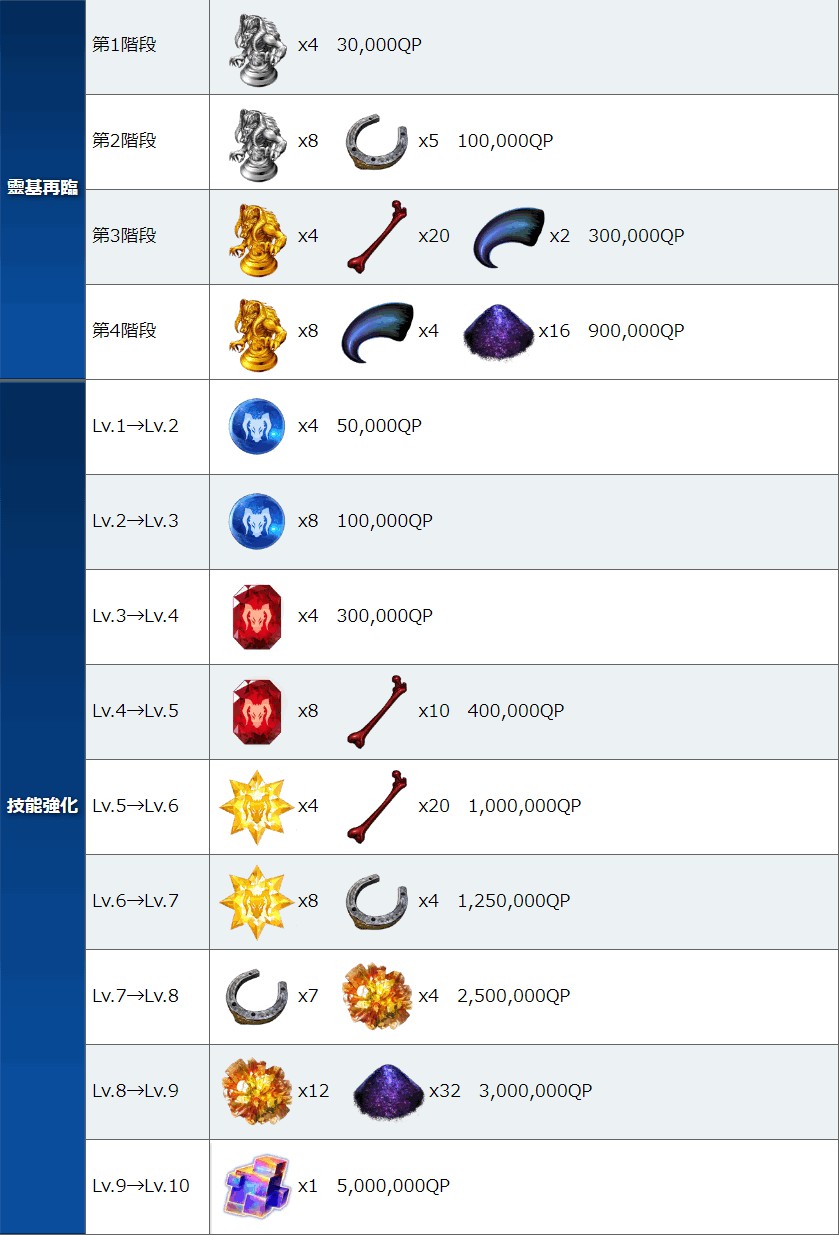 靈基再臨
第1階段 x4 30,000QP
第2階段 x8 x5 100,000QP
第3階段 x4 x20 x2 300,000QP
第4階段 x8 x4 x16 900,000QP
技能強化
Lv.1→Lv.2 x4 50,000QP
Lv.2→Lv.3 x8 100,000QP
Lv.3→Lv.4 x4 300,000QP
Lv.4→Lv.5 x8 x10 400,000QP
Lv.5→Lv.6 x4 x20 1,000,000QP
Lv.6→Lv.7 x8 x4 1,250,000QP
Lv.7→Lv.8 x7 x4 2,500,000QP
Lv.8→Lv.9 x12 x32 3,000,000QP
Lv.9→Lv.10 x1 5,000,000QP